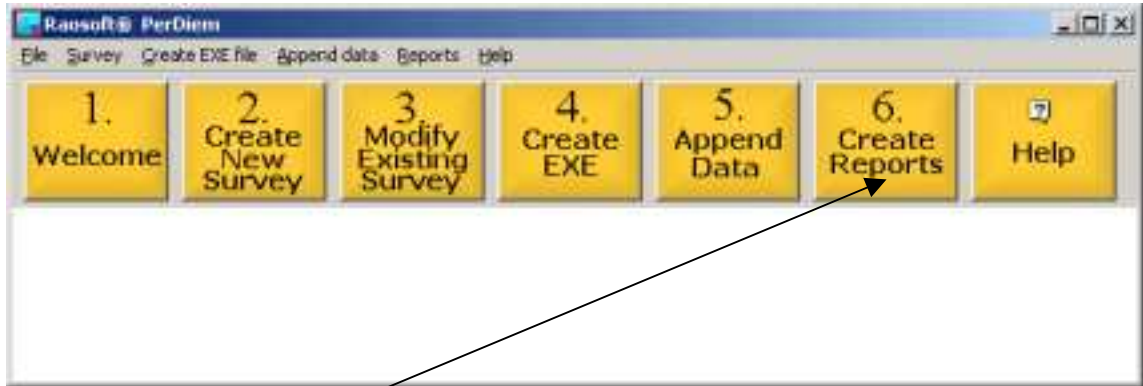 Raosoft® PerDiem
File Survey Create EXE file Append data Reports Help
1.
Welcome
2.
Create
New
Survey
3.
Modify
Existing
Survey
4.
Create
EXE
5.
Append
Data
6.
Create
Reports
?
Help